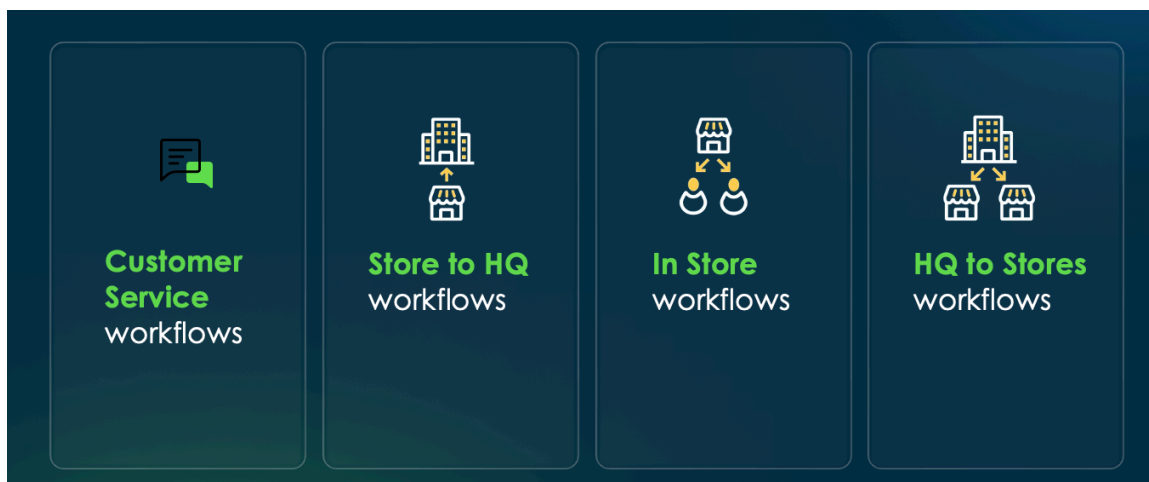 Customer
Service
workflows
Store to HQ
workflows
In Store
workflows
HQ to Stores
workflows